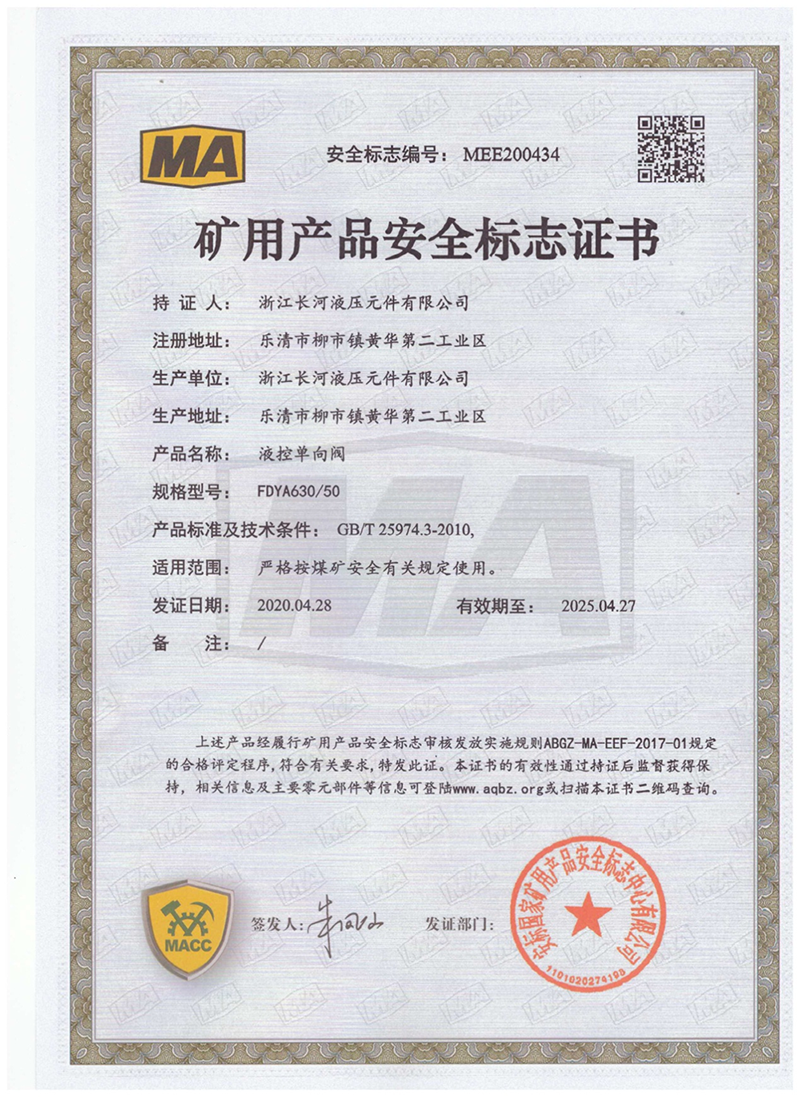 MA
安全标志编号: MEE200434
矿用产品安全标志证书
持 证 人: 浙江长河液压元件有限公司
注册地址: 乐清市柳市镇黄华第二工业区
生产单位: 浙江长河液压元件有限公司
生产地址: 乐清市柳市镇黄华第二工业区
产品名称: 液控单向阀
规格型号: FDYA630/50
产品标准及技术条件: GB/T 25974.3-2010,
适用范围: 严格按煤矿安全有关规定使用。
发证日期: 2020.04.28 有效期至: 2025.04.27
备 注: /
上述产品经履行矿用产品安全标志审核发放实施规则ABGZ-MA-EEF-2017-01规定
的合格评定程序,符合有关要求,特发此证。本证书的有效性通过持证后监督获得保
持，相关信息及主要零元部件等信息可登陆www.aqbz.org或扫描本证书二维码查询。
MACC
签发人:
发证部门:
安标国家矿用产品安全标志中心有限公司
1101020274190